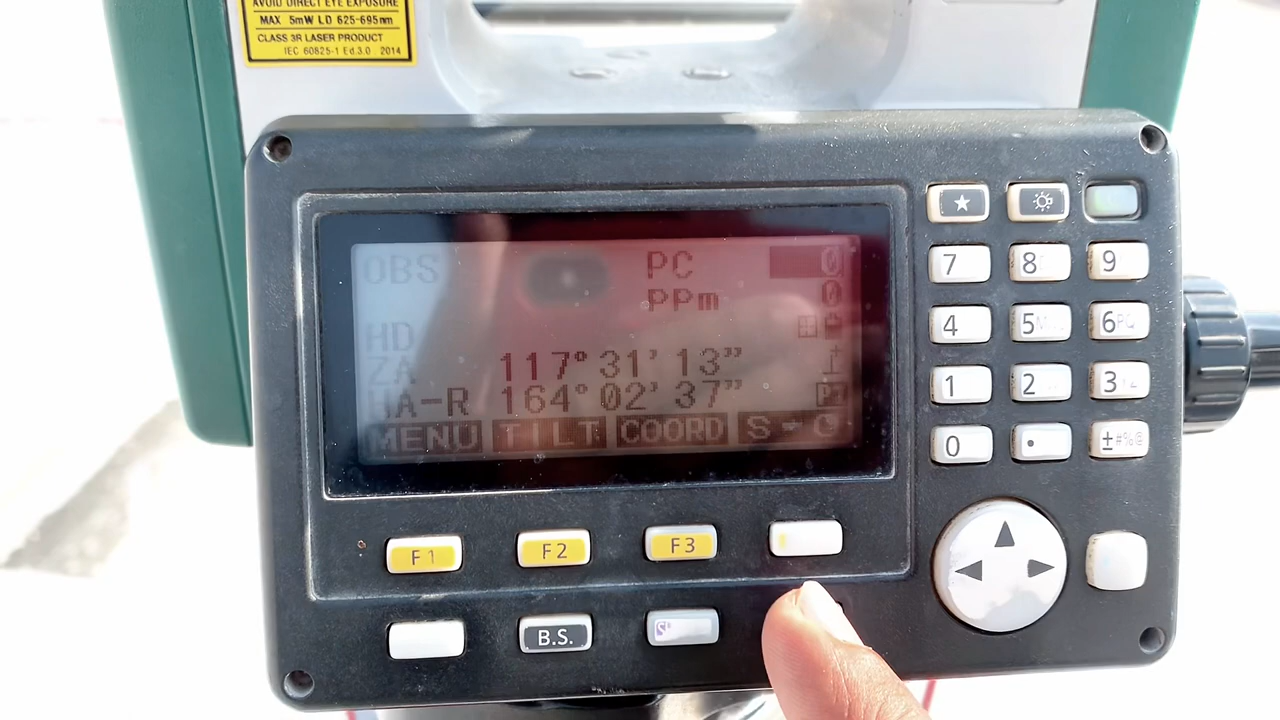 AVOID DIRECT EYE EXPOSURE
MAX 5mW LD 625-695nm
CLASS 3R LASER PRODUCT
IEC 60825-1 Ed.3.0 2014
OBS PC 0
ppm 0
HD
ZA 117°31'13"
HA-R 164°02'37"
MENU TILT COORD S
7 8 9
4 5 6PQ
1 2 3
0 . ±#%@
F1 F2 F3
B.S.